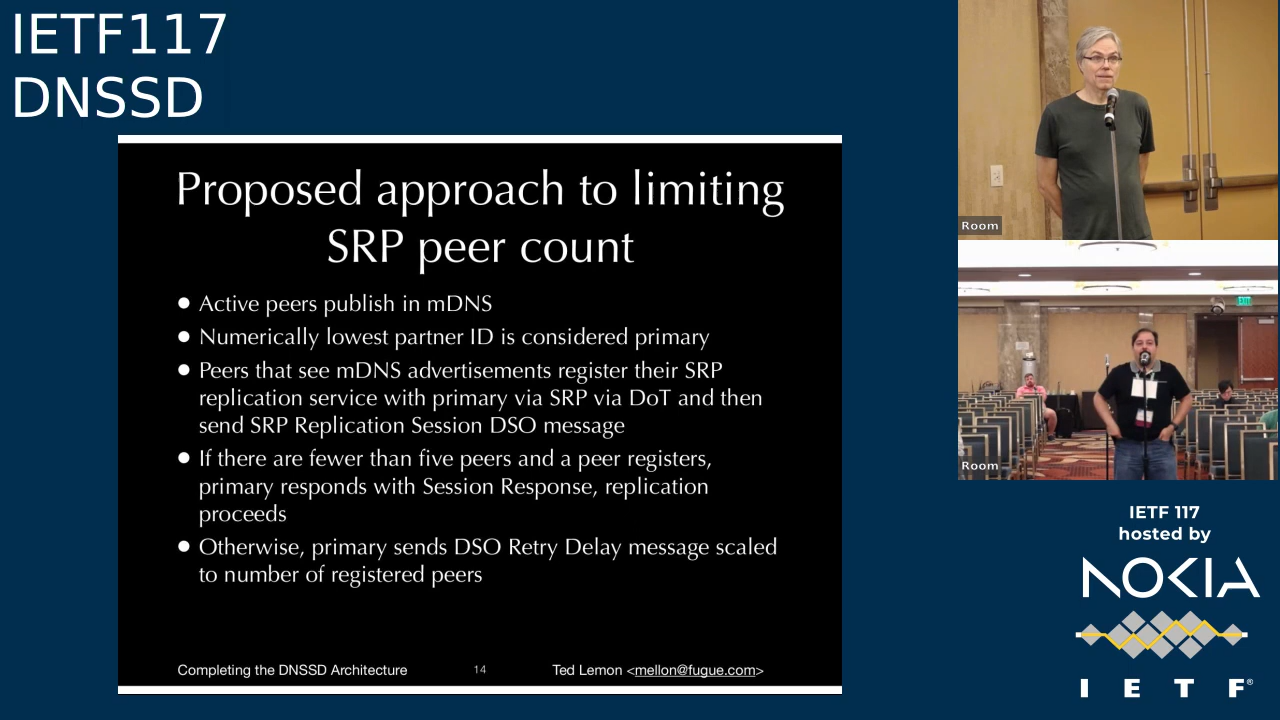 IETF117
DNSSD
Proposed approach to limiting
SRP peer count
● Active peers publish in mDNS
● Numerically lowest partner ID is considered primary
● Peers that see mDNS advertisements register their SRP
replication service with primary via SRP via DoT and then
send SRP Replication Session DSO message
● If there are fewer than five peers and a peer registers,
primary responds with Session Response, replication
proceeds
● Otherwise, primary sends DSO Retry Delay message scaled
to number of registered peers
Completing the DNSSD Architecture
14
Ted Lemon <mellon@fugue.com>
Room
Room
IETF 117
hosted by
NOKIA
I E T F®